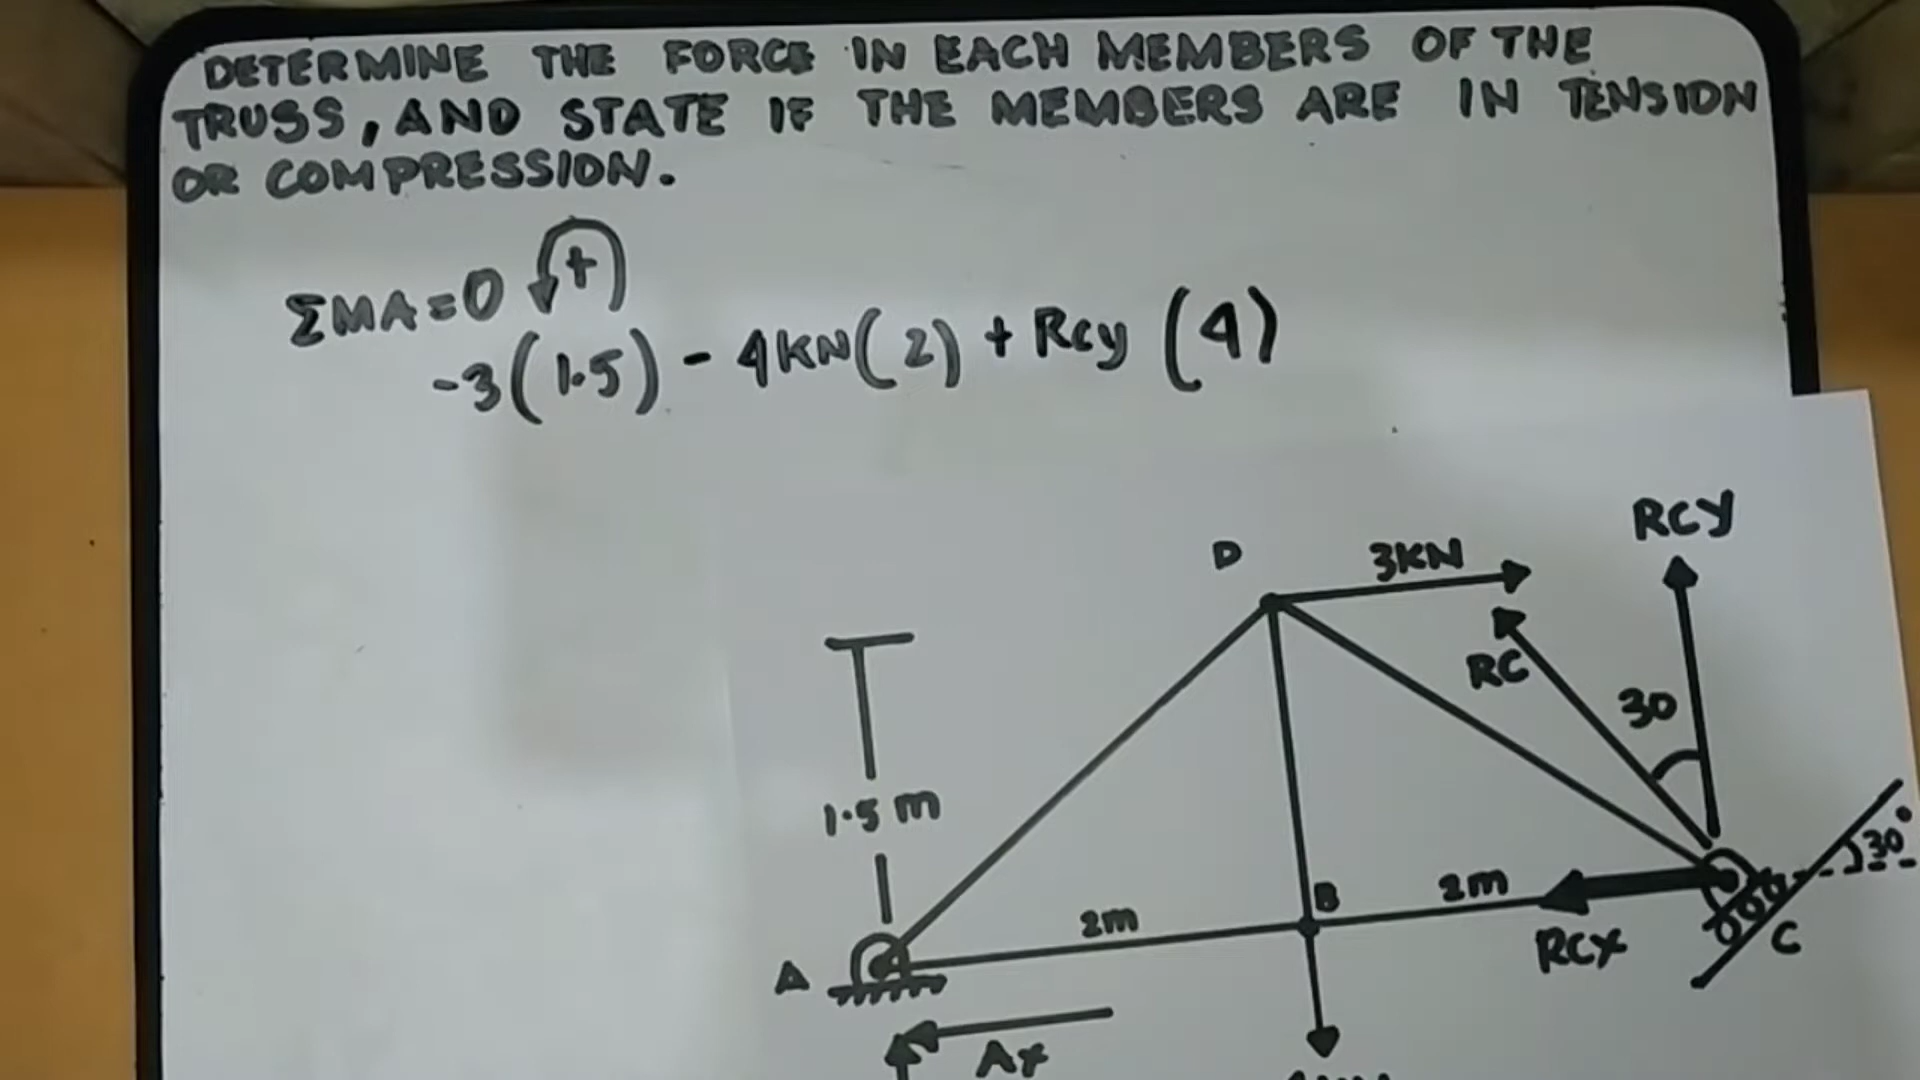 DETERMINE THE FORCE IN EACH MEMBERS OF THE
TRUSS, AND STATE IF THE MEMBERS ARE IN TENSION
OR COMPRESSION.
ΣMA=0 +
-3(1.5) - 4KN(2) + Rcy (4)
RCY
D
3KN
RC
30
1.5 m
30°
B
2m
2m
RCX
C
A
Ax